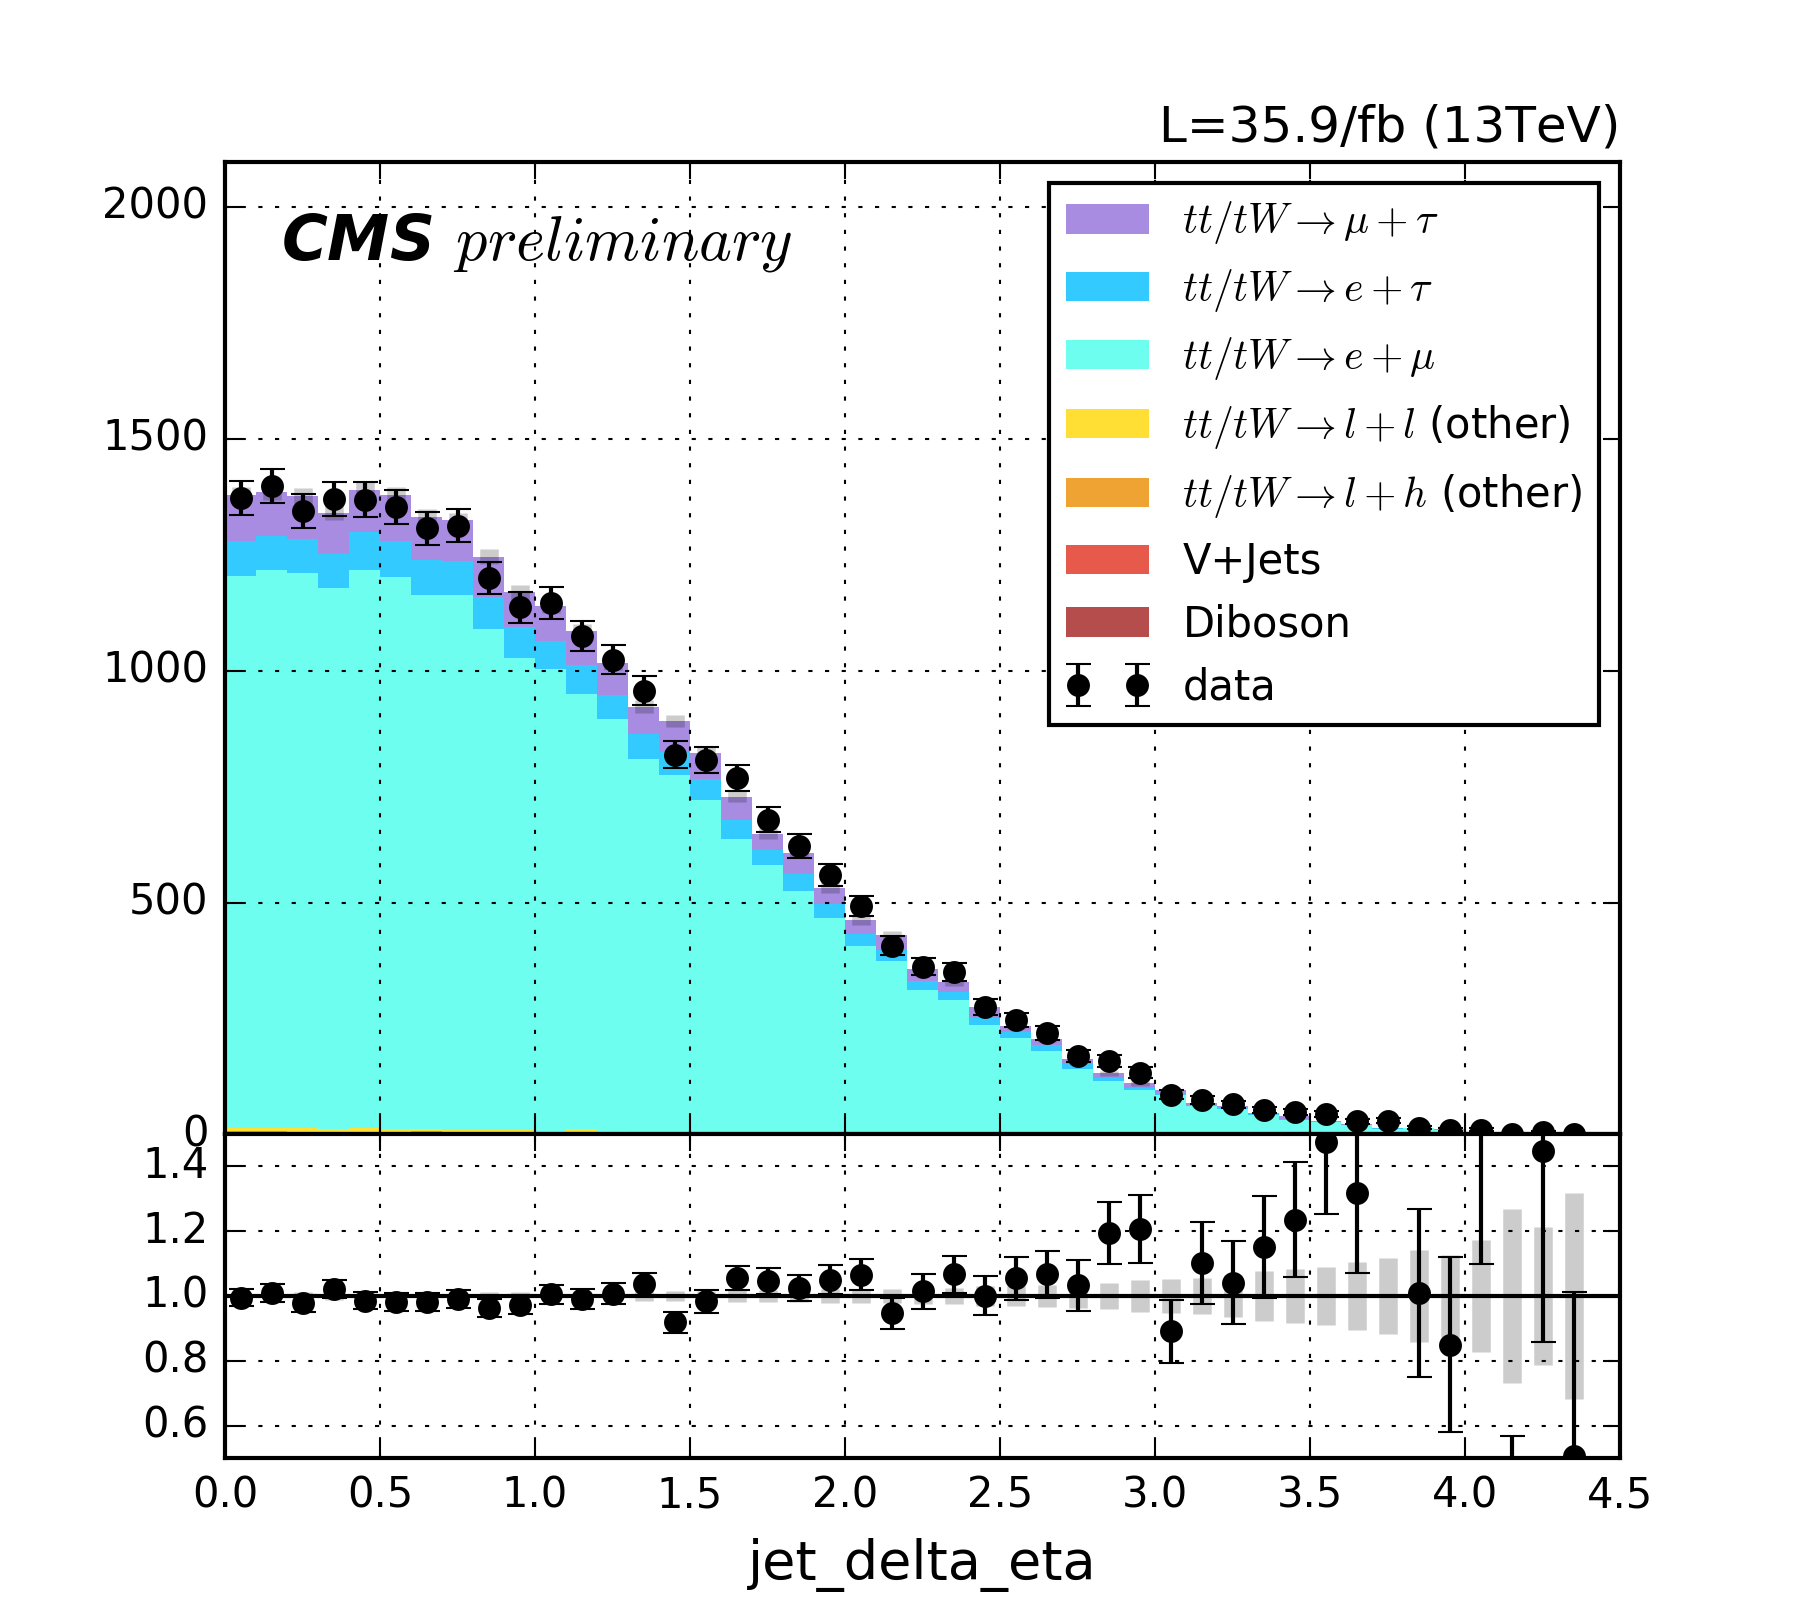 L=35.9/fb (13TeV)
CMS preliminary
2000
1500
1000
500
0
tt/tW→μ+τ
tt/tW→e+τ
tt/tW→e+μ
tt/tW→l+l (other)
tt/tW→l+h (other)
V+Jets
Diboson
data
1.4
1.2
1.0
0.8
0.6
0.0 0.5 1.0 1.5 2.0 2.5 3.0 3.5 4.0 4.5
jet_delta_eta